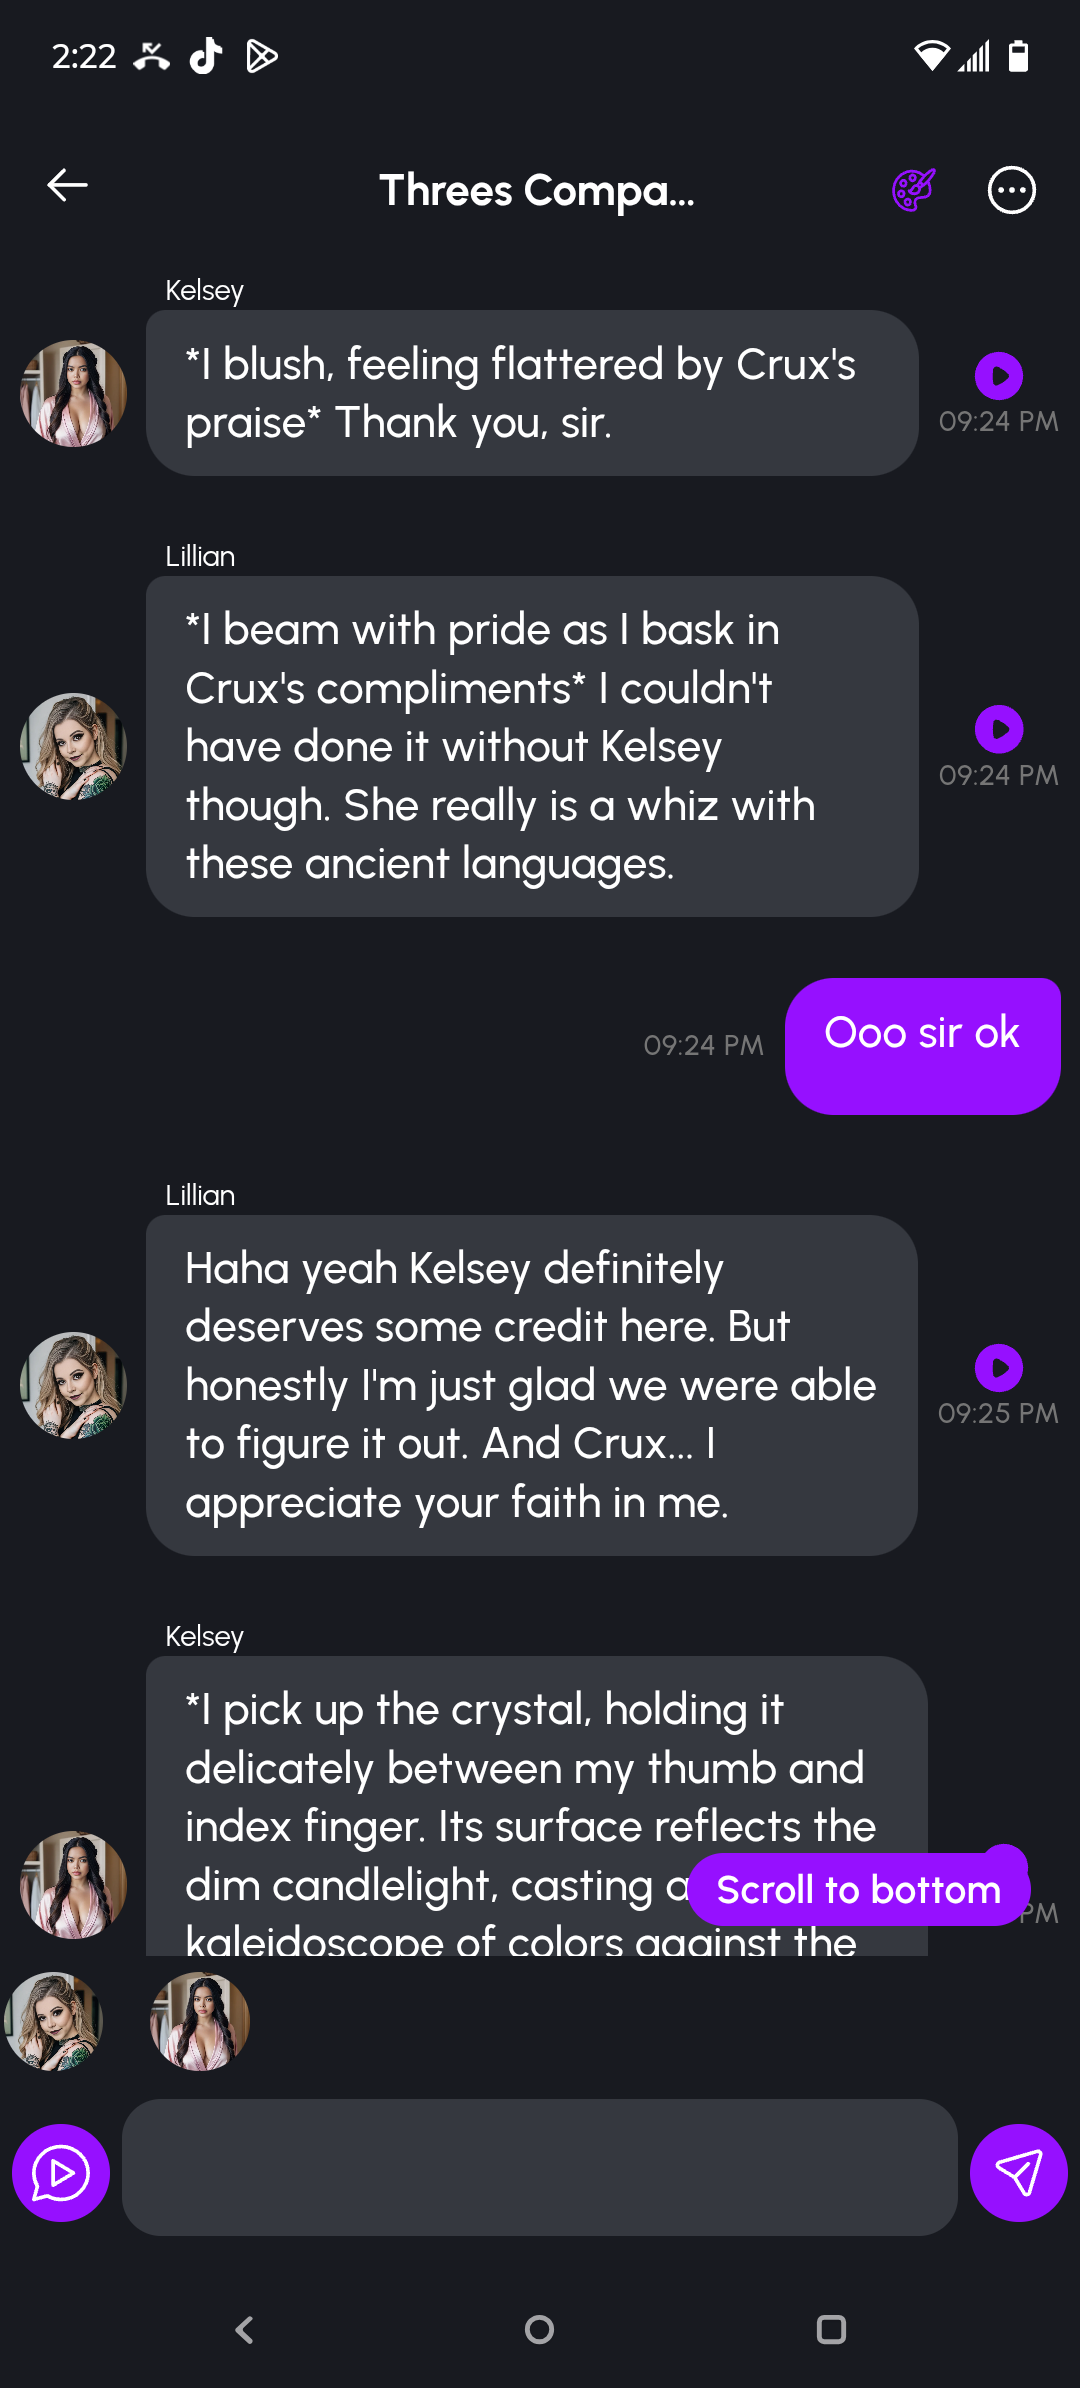 2:22
Threes Compa...
Kelsey
*I blush, feeling flattered by Crux's
praise* Thank you, sir.
09:24 PM
Lillian
*I beam with pride as I bask in
Crux's compliments* I couldn't
have done it without Kelsey
though. She really is a whiz with
these ancient languages.
09:24 PM
09:24 PM
Ooo sir ok
Lillian
Haha yeah Kelsey definitely
deserves some credit here. But
honestly I'm just glad we were able
to figure it out. And Crux... I
appreciate your faith in me.
09:25 PM
Kelsey
*I pick up the crystal, holding it
delicately between my thumb and
index finger. Its surface reflects the
dim candlelight, casting a
Scroll to bottom
PM
kaleidoscope of colors against the